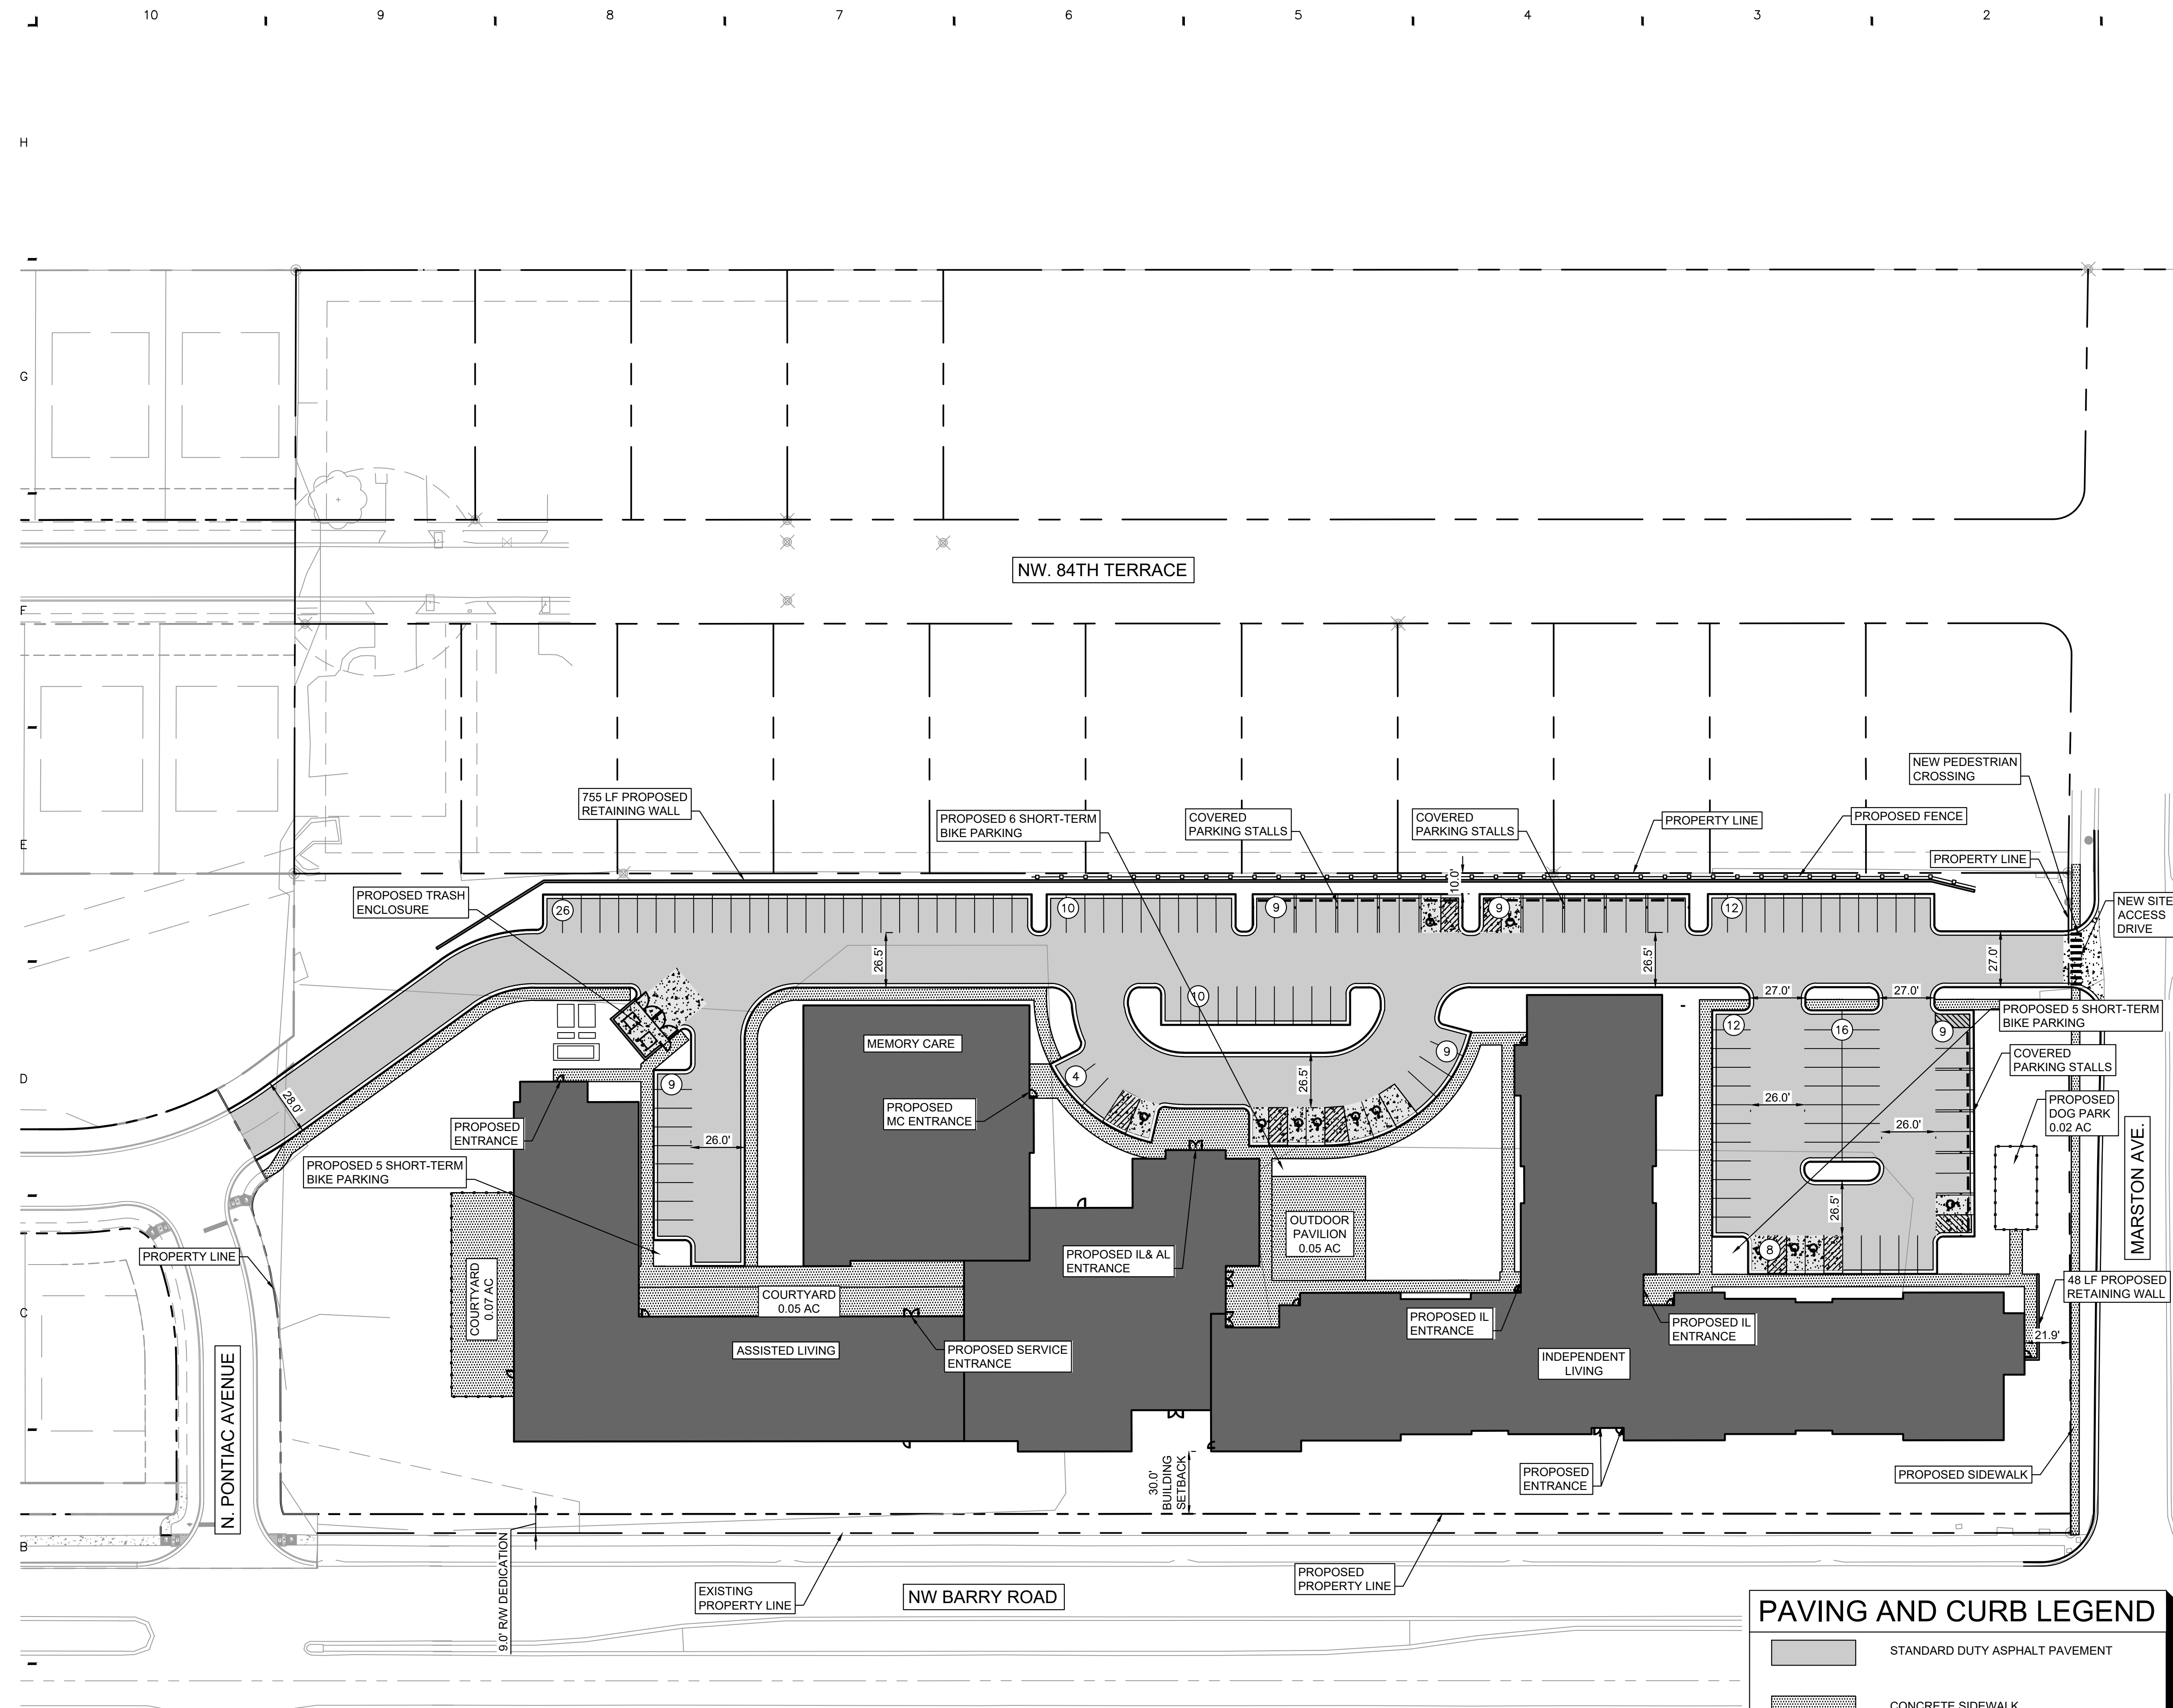 10
9
8
7
6
5
4
3
2
H
G
F
E
D
C
B
NW. 84TH TERRACE
NEW PEDESTRIAN
CROSSING
755 LF PROPOSED
RETAINING WALL
PROPOSED 6 SHORT-TERM
BIKE PARKING
COVERED
PARKING STALLS
COVERED
PARKING STALLS
PROPERTY LINE
PROPOSED FENCE
PROPERTY LINE
PROPOSED TRASH
ENCLOSURE
10.0'
NEW SITE
ACCESS
DRIVE
26
10
9
9
12
26.5'
26.5'
27.0'
10
27.0'
27.0'
PROPOSED 5 SHORT-TERM
BIKE PARKING
12
16
9
MEMORY CARE
9
COVERED
PARKING STALLS
4
9
26.5'
28.0'
26.0'
PROPOSED
DOG PARK
0.02 AC
PROPOSED
MC ENTRANCE
PROPOSED
ENTRANCE
26.0'
26.0'
PROPOSED 5 SHORT-TERM
BIKE PARKING
MARSTON AVE.
26.5'
OUTDOOR
PAVILION
0.05 AC
PROPERTY LINE
PROPOSED IL& AL
ENTRANCE
8
COURTYARD
0.07 AC
COURTYARD
0.05 AC
48 LF PROPOSED
RETAINING WALL
PROPOSED IL
ENTRANCE
PROPOSED IL
ENTRANCE
21.9'
ASSISTED LIVING
PROPOSED SERVICE
ENTRANCE
INDEPENDENT
LIVING
N. PONTIAC AVENUE
30.0'
BUILDING
SETBACK
PROPOSED
ENTRANCE
PROPOSED SIDEWALK
9.0' R/W DEDICATION
EXISTING
PROPERTY LINE
NW BARRY ROAD
PROPOSED
PROPERTY LINE
PAVING AND CURB LEGEND
STANDARD DUTY ASPHALT PAVEMENT
CONCRETE SIDEWALK